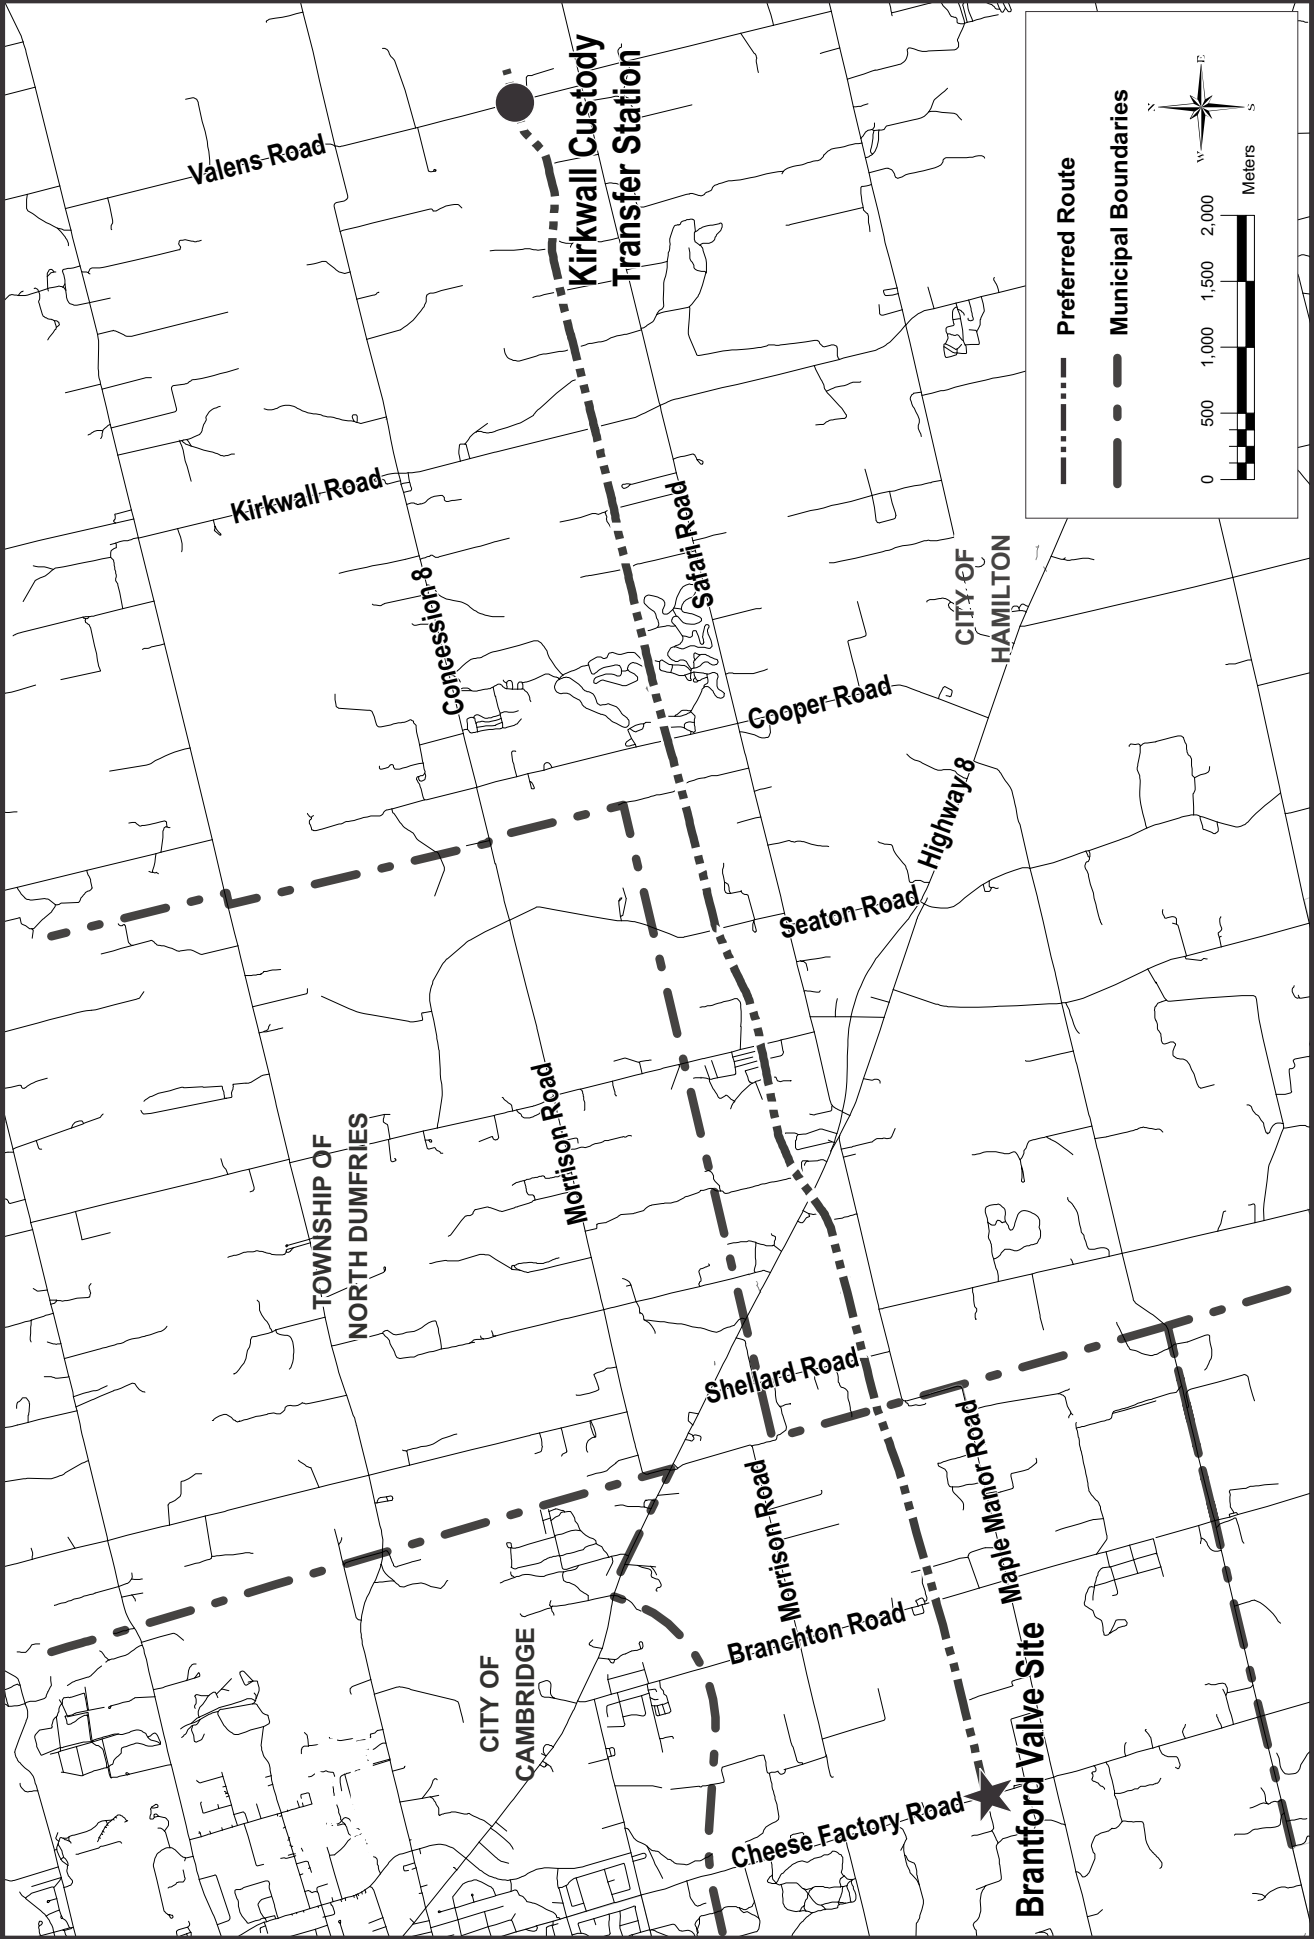 Valens Road
Kirkwall Custody
Transfer Station
Kirkwall Road
Concession 8
Safari Road
Cooper Road
CITY OF
HAMILTON
Highway 8
Seaton Road
TOWNSHIP OF
NORTH DUMFRIES
Morrison Road
Shellard Road
Morrison Road
Maple Manor Road
Branchton Road
CITY OF
CAMBRIDGE
Cheese Factory Road
Brantford Valve Site
Preferred Route
Municipal Boundaries
N
W
E
S
0 500 1,000 1,500 2,000
Meters